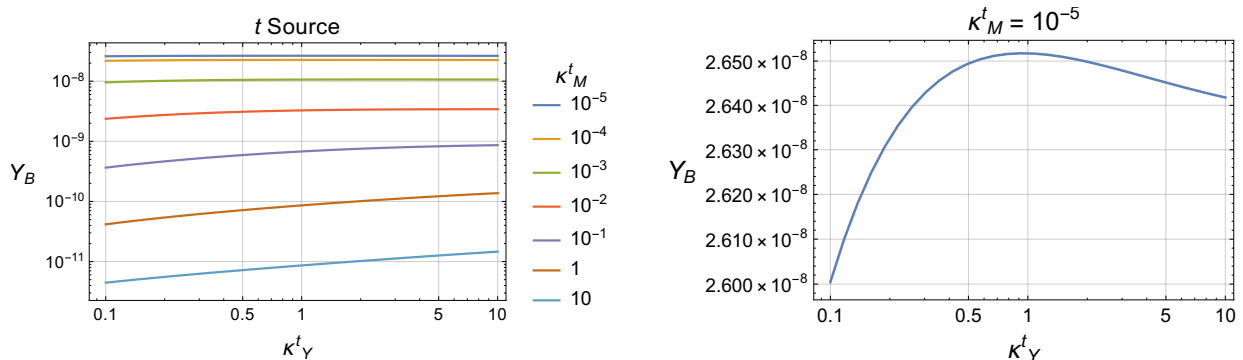 t Source
10⁻⁸
10⁻⁹
10⁻¹⁰
10⁻¹¹
Y_B
0.1 0.5 1 5 10
κ^t_Y
κ^t_M
10⁻⁵
10⁻⁴
10⁻³
10⁻²
10⁻¹
1
10
κ^t_M = 10⁻⁵
2.650 × 10⁻⁸
2.640 × 10⁻⁸
2.630 × 10⁻⁸
2.620 × 10⁻⁸
2.610 × 10⁻⁸
2.600 × 10⁻⁸
Y_B
0.1 0.5 1 5 10
κ^t_Y